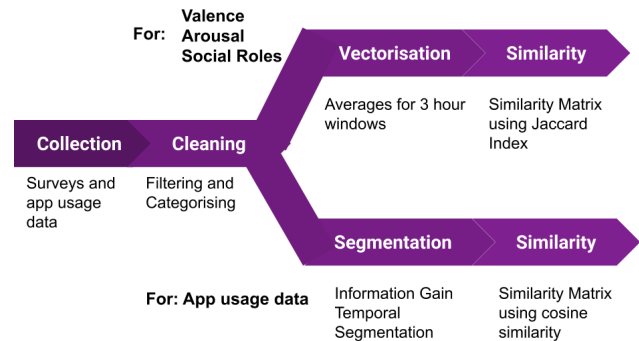 For:
Valence
Arousal
Social Roles
Vectorisation
Similarity
Averages for 3 hour
windows
Similarity Matrix
using Jaccard
Index
Collection
Cleaning
Surveys and
app usage
data
Filtering and
Categorising
Segmentation
Similarity
For: App usage data
Information Gain
Temporal
Segmentation
Similarity Matrix
using cosine
similarity